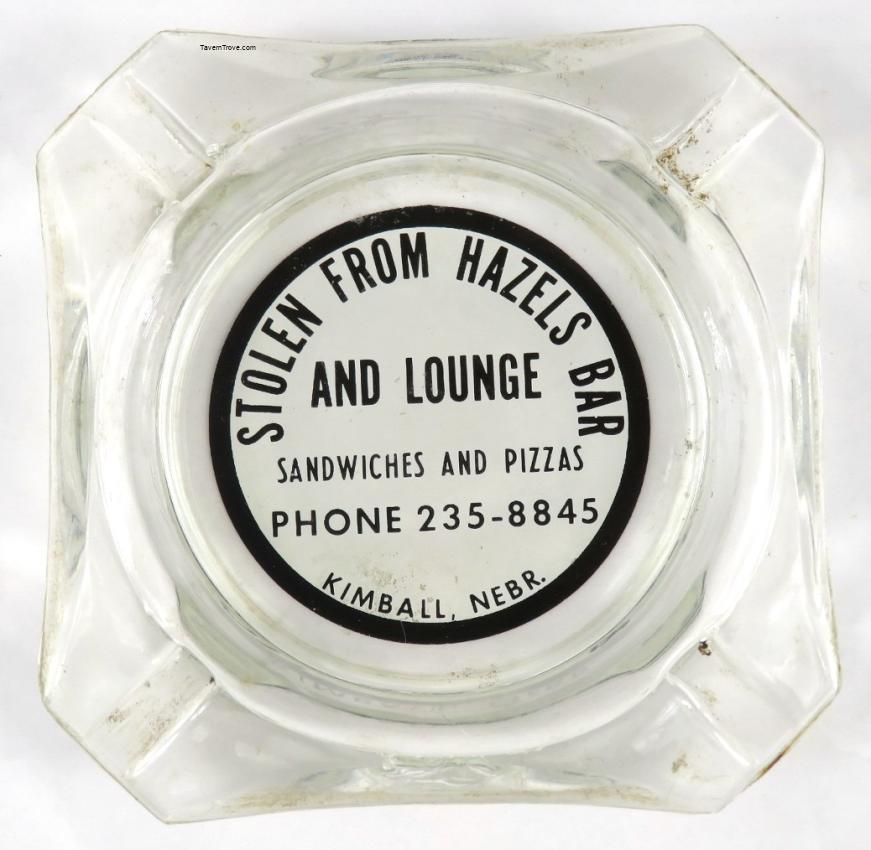 TavernTrove.com
STOLEN FROM HAZELS BAR
AND LOUNGE
SANDWICHES AND PIZZAS
PHONE 235-8845
KIMBALL, NEBR.